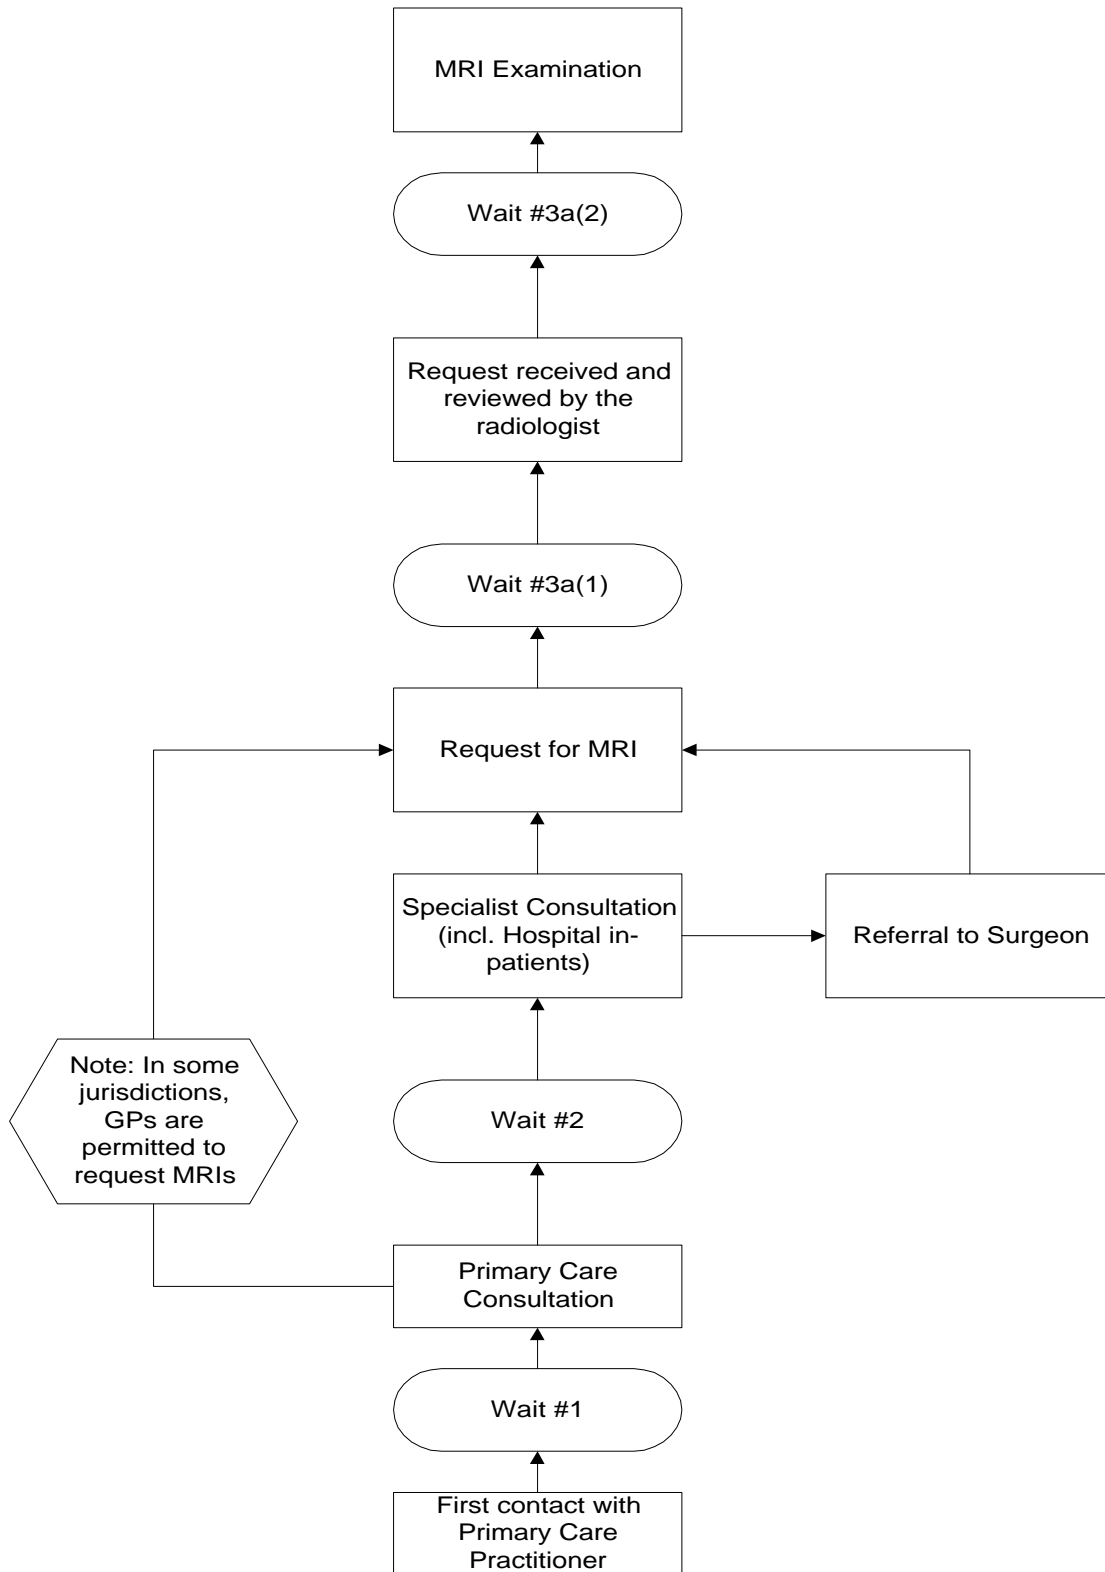 MRI Examination
Wait #3a(2)
Request received and
reviewed by the
radiologist
Wait #3a(1)
Request for MRI
Specialist Consultation
(incl. Hospital in-
patients)
Referral to Surgeon
Note: In some
jurisdictions,
GPs are
permitted to
request MRIs
Wait #2
Primary Care
Consultation
Wait #1
First contact with
Primary Care
Practitioner